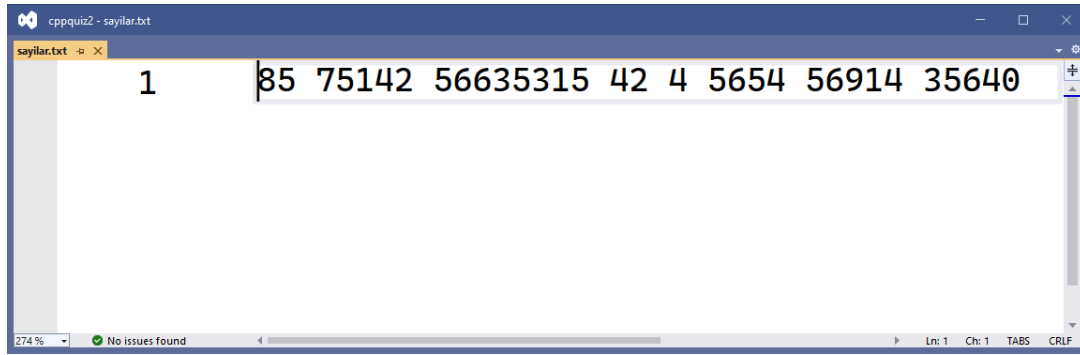 cppquiz2 - sayilar.txt
sayilar.txt
1 85 75142 56635315 42 4 5654 56914 35640
274 % No issues found Ln: 1 Ch: 1 TABS CRLF